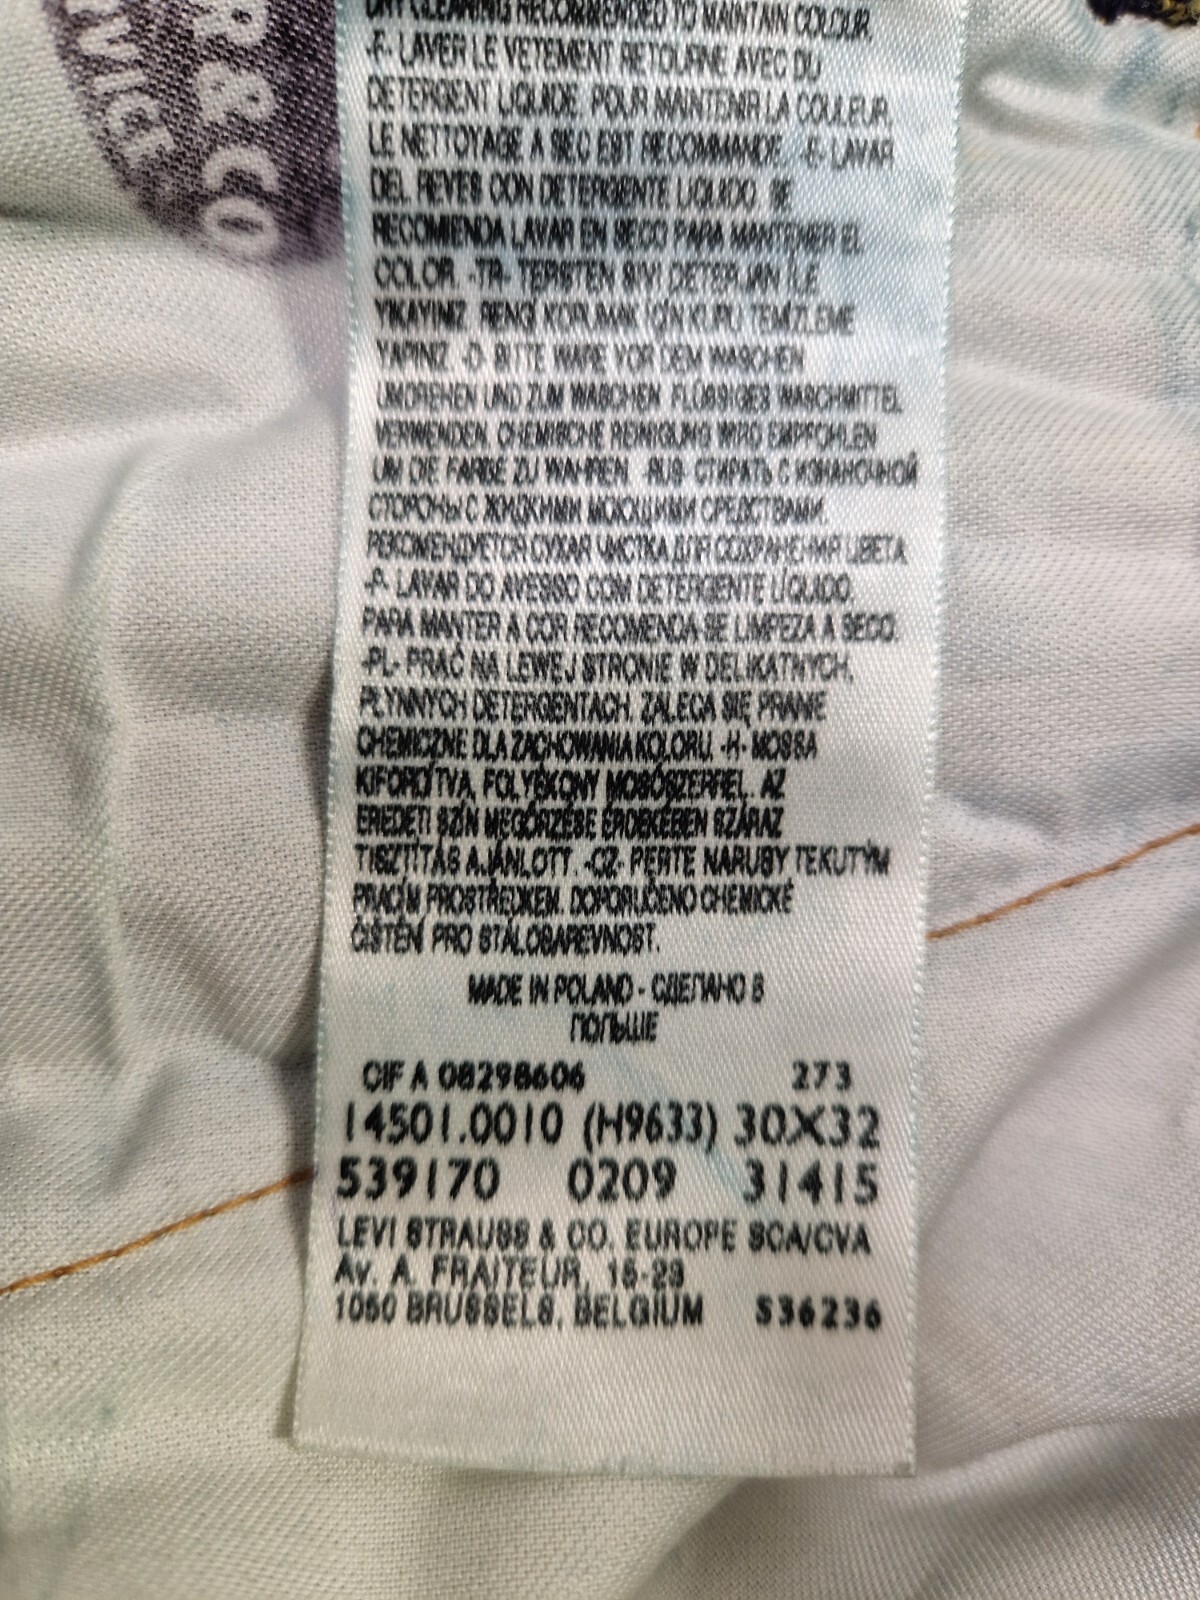 R & CO
VICE
DRY CLEANING RECOMMENDED TO MAINTAIN COLOUR
-F- LAVER LE VETEMENT RETOURNE AVEC DU
DETERGENT LIQUIDE. POUR MAINTENIR LA COULEUR,
LE NETTOYAGE A SEC EST RECOMMANDE. -E- LAVAR
DEL REVES CON DETERGENTE LIQUIDO. SE
RECOMIENDA LAVAR EN SECO PARA MANTENER EL
COLOR. -TR- TERSTEN SIVI DETERJAN İLE
YIKAYINIZ. RENGİ KORUMAK İÇİN KURU TEMİZLEME
YAPINIZ. -D- BITTE WARE VOR DEM WASCHEN
UMDREHEN UND ZUM WASCHEN FLÜSSIGES WASCHMITTEL
VERWENDEN. CHEMISCHE REINIGUNG WIRD EMPFOHLEN
UM DIE FARBE ZU WAHREN. -RUS- СТИРАТЬ С ИЗНАНОЧНОЙ
СТОРОНЫ С ЖИДКИМИ МОЮЩИМИ СРЕДСТВАМИ.
РЕКОМЕНДУЕТСЯ СУХАЯ ЧИСТКА ДЛЯ СОХРАНЕНИЯ ЦВЕТА
-P- LAVAR DO AVESSO COM DETERGENTE LÍQUIDO.
PARA MANTER A COR RECOMENDA-SE LIMPEZA A SECO.
-PL- PRAĆ NA LEWEJ STRONIE W DELIKATNYCH,
PŁYNNYCH DETERGENTACH. ZALECA SIĘ PRANIE
CHEMICZNE DLA ZACHOWANIA KOLORU. -H- MOSSA
KIFORDÍTVA, FOLYÉKONY MOSÓSZERREL. AZ
EREDETI SZÍN MEGŐRZÉSE ÉRDEKÉBEN SZÁRAZ
TISZTÍTÁS AJÁNLOTT. -CZ- PERTE NARUBY TEKUTÝM
PRACÍM PROSTŘEDKEM. DOPORUČENO CHEMICKÉ
ČIŠTĚNÍ PRO STÁLOBAREVNOST.
MADE IN POLAND - СДЕЛАНО В
ПОЛЬШЕ
CIF A 08298606 273
14501.0010 (H9633) 30X32
539170 0209 31415
LEVI STRAUSS & CO. EUROPE SCA/CVA
Av. A. FRAITEUR, 15-23
1050 BRUSSELS, BELGIUM S36236